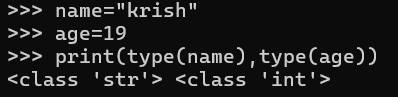 >>> name="krish"
>>> age=19
>>> print(type(name),type(age))
<class 'str'> <class 'int'>